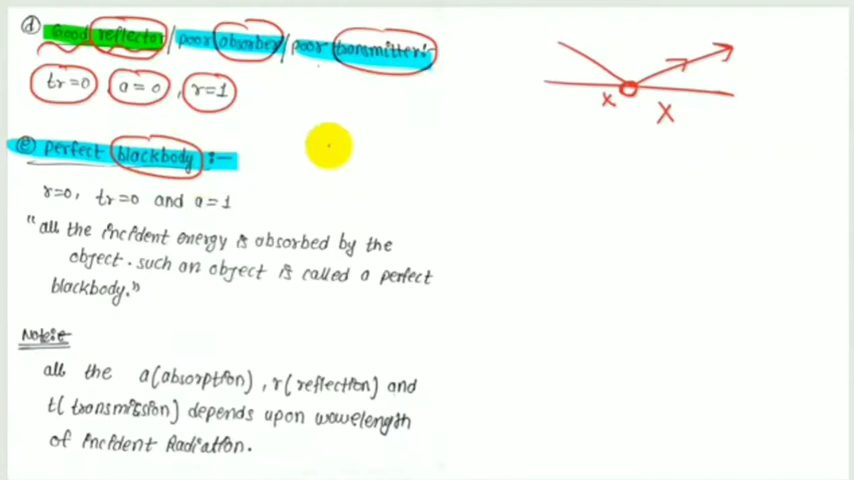 (d) Good reflector / poor absorber / poor transmitter :-
tr=0 , a=0 , r=1
(e) perfect blackbody :-
r=0, tr=0 and a=1
"all the incident energy is absorbed by the
object. such an object is called a perfect
blackbody."
Note:-
all the a(absorption), r(reflection) and
t(transmission) depends upon wavelength
of incident Radiation.
x X